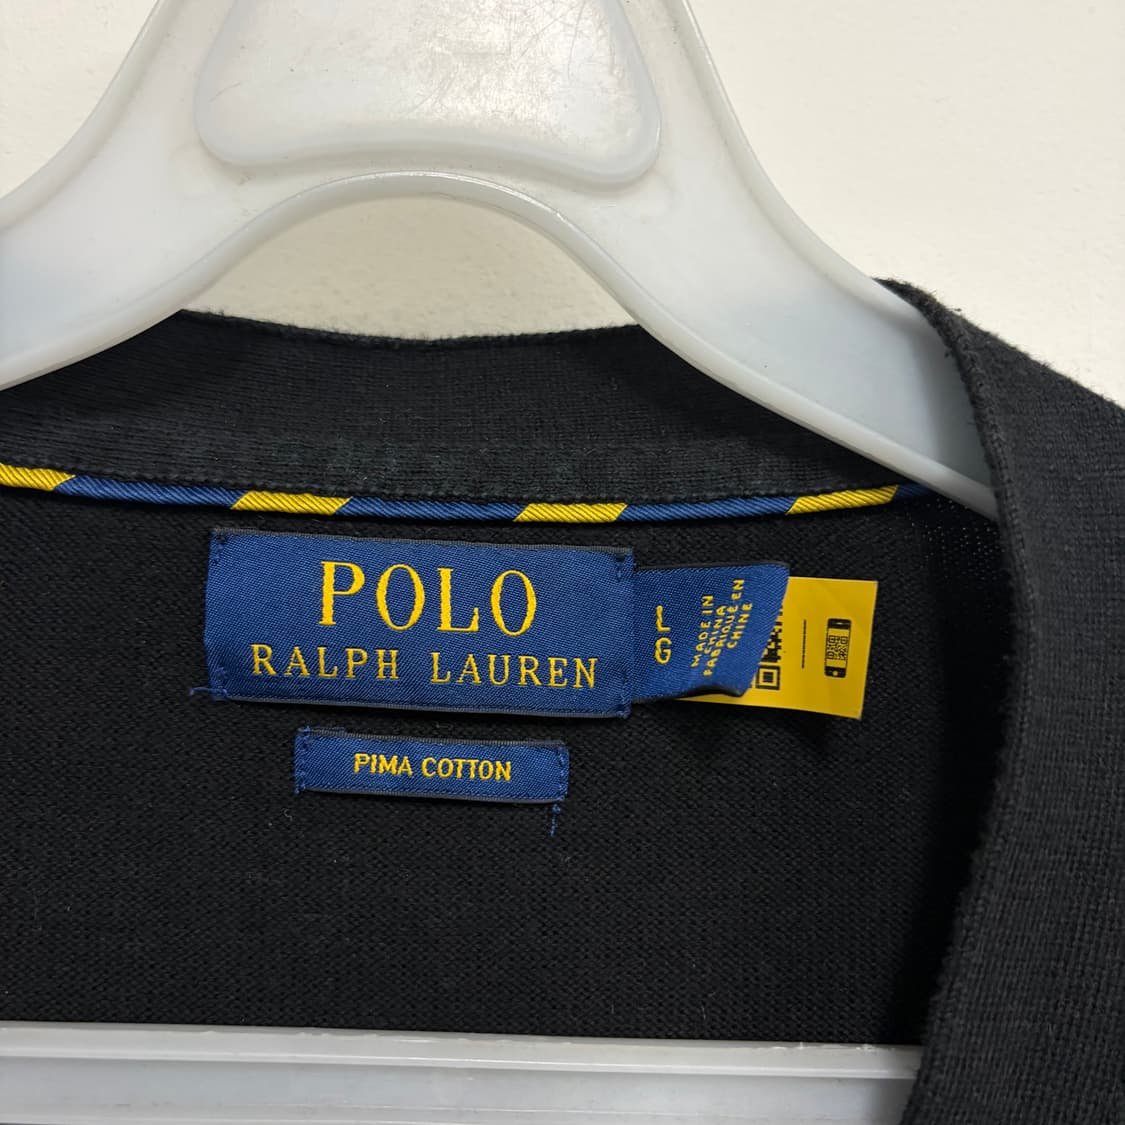 POLO
RALPH LAUREN
L
G
MADE IN
CHINA
FABRIQUÉ EN
CHINE
PIMA COTTON